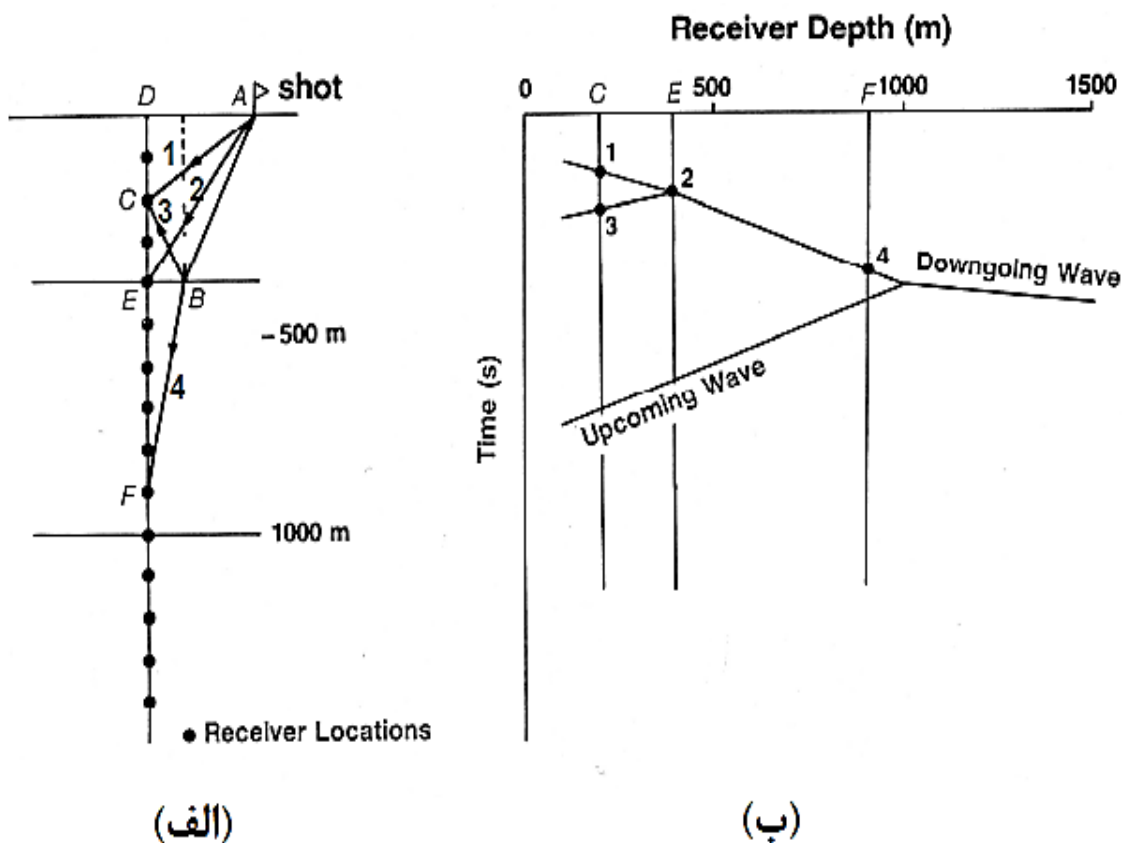 D A shot
1
2
C 3
E B
- 500 m
4
F
1000 m
● Receiver Locations
(الف)
Receiver Depth (m)
0 C E 500 F 1000 1500
1
2
3
4
Downgoing Wave
Upcoming Wave
Time (s)
(ب)